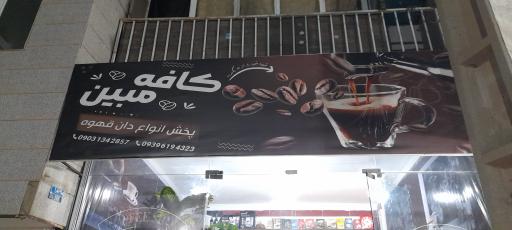 کافه
مبین
پخش انواع دان قهوه
09031342857 09396194323